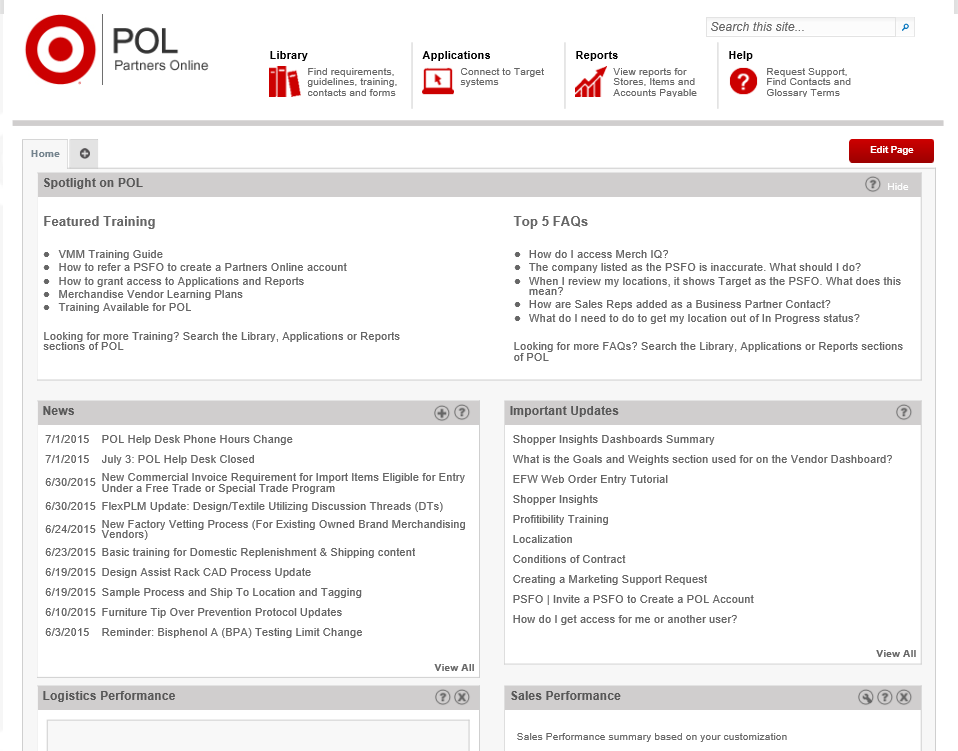 Search this site...
POL
Partners Online
Library
Find requirements,
guidelines, training,
contacts and forms
Applications
Connect to Target
systems
Reports
View reports for
Stores, Items and
Accounts Payable
Help
Request Support,
Find Contacts and
Glossary Terms
Home
Edit Page
Spotlight on POL
Hide
Featured Training
VMM Training Guide
How to refer a PSFO to create a Partners Online account
How to grant access to Applications and Reports
Merchandise Vendor Learning Plans
Training Available for POL
Looking for more Training? Search the Library, Applications or Reports
sections of POL
Top 5 FAQs
How do I access Merch IQ?
The company listed as the PSFO is inaccurate. What should I do?
When I review my locations, it shows Target as the PSFO. What does this
mean?
How are Sales Reps added as a Business Partner Contact?
What do I need to do to get my location out of In Progress status?
Looking for more FAQs? Search the Library, Applications or Reports sections
of POL
News
7/1/2015 POL Help Desk Phone Hours Change
7/1/2015 July 3: POL Help Desk Closed
6/30/2015 New Commercial Invoice Requirement for Import Items Eligible for Entry
Under a Free Trade or Special Trade Program
6/30/2015 FlexPLM Update: Design/Textile Utilizing Discussion Threads (DTs)
6/24/2015 New Factory Vetting Process (For Existing Owned Brand Merchandising
Vendors)
6/23/2015 Basic training for Domestic Replenishment & Shipping content
6/19/2015 Design Assist Rack CAD Process Update
6/19/2015 Sample Process and Ship To Location and Tagging
6/10/2015 Furniture Tip Over Prevention Protocol Updates
6/3/2015 Reminder: Bisphenol A (BPA) Testing Limit Change
View All
Important Updates
Shopper Insights Dashboards Summary
What is the Goals and Weights section used for on the Vendor Dashboard?
EFW Web Order Entry Tutorial
Shopper Insights
Profitibility Training
Localization
Conditions of Contract
Creating a Marketing Support Request
PSFO | Invite a PSFO to Create a POL Account
How do I get access for me or another user?
View All
Logistics Performance
Sales Performance
Sales Performance summary based on your customization